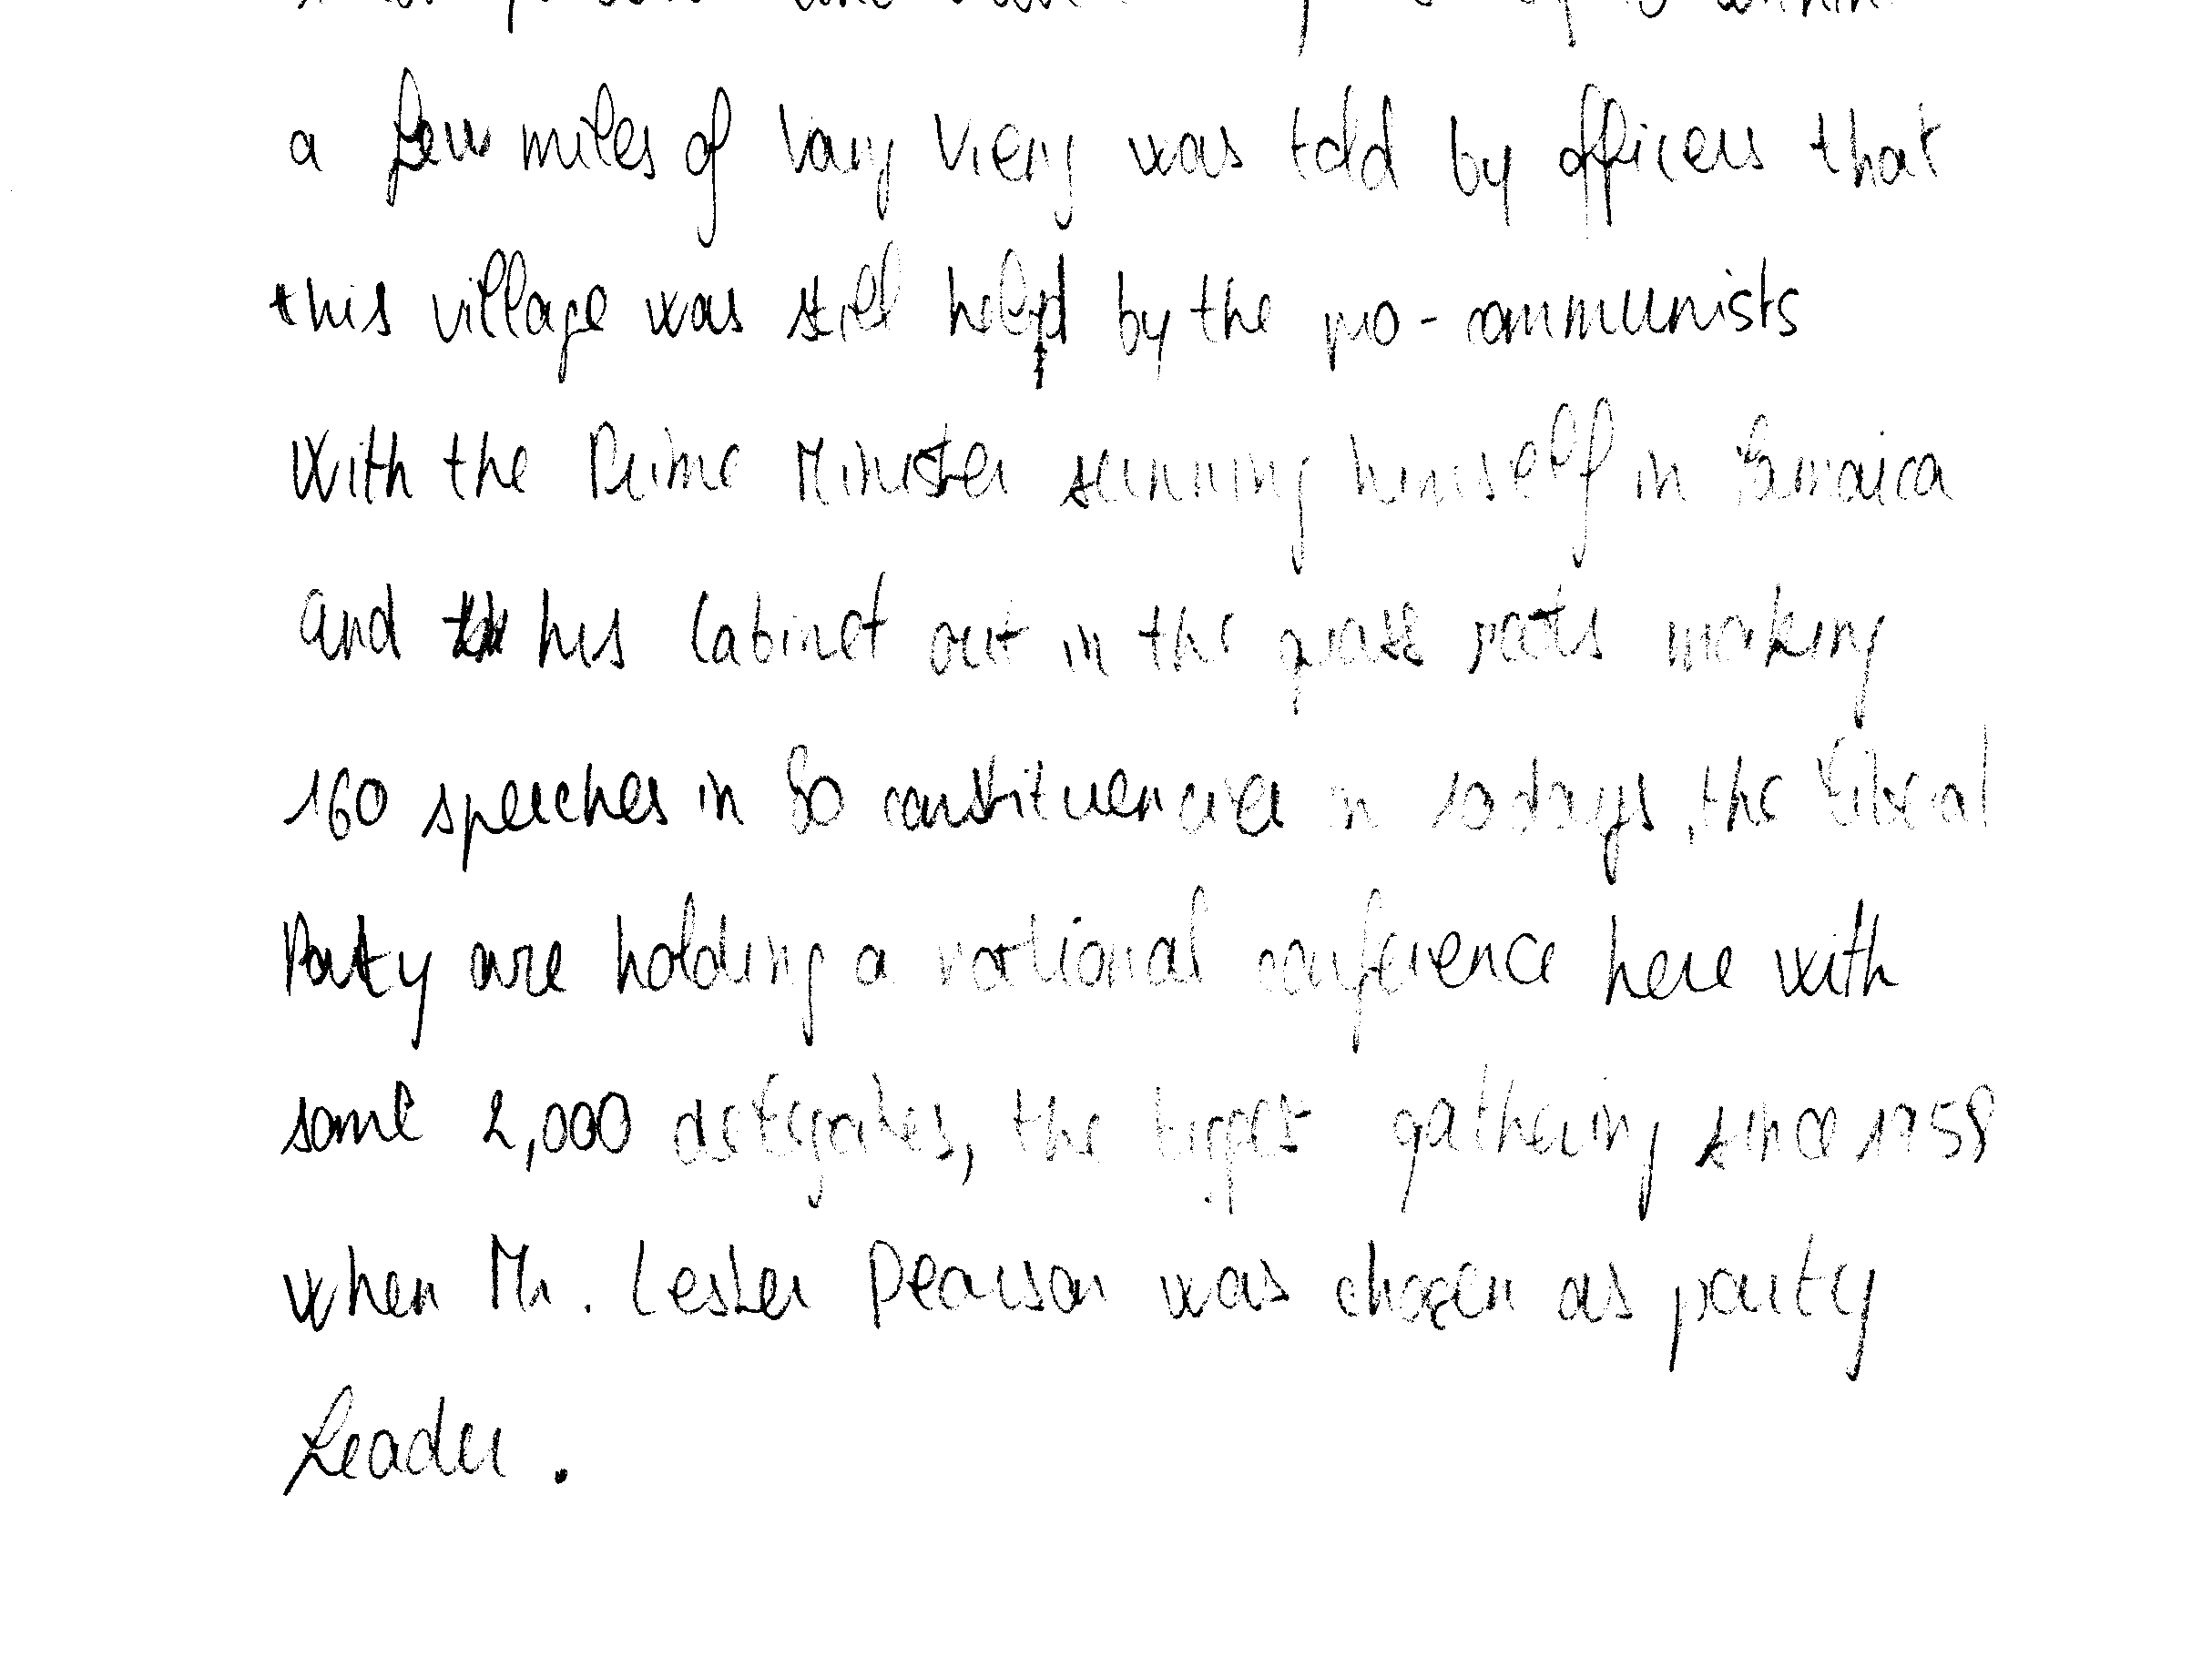 within
a few miles of Vang Vieng was told by officers that
this village was still held by the pro-communists
With the Prime Minister sunning himself in Jamaica
and his Cabinet out in the grass roots making
160 speeches in 80 constituencies in 10 days, the Liberal
Party are holding a national conference here with
some 2,000 delegates, the biggest gathering since 1958
when Mr. Lester Pearson was chosen as party
Leader.